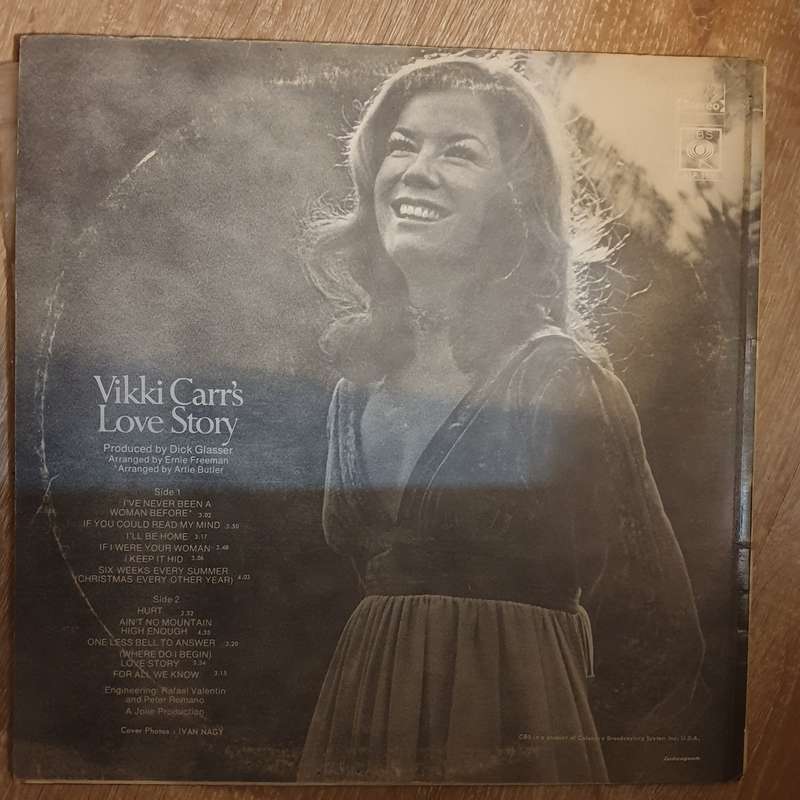 Stereo
CBS
Vikki Carr's
Love Story
Produced by Dick Glasser
Arranged by Ernie Freeman
*Arranged by Artie Butler
Side 1
I'VE NEVER BEEN A
WOMAN BEFORE* 3.02
IF YOU COULD READ MY MIND 3.50
I'LL BE HOME 3.17
IF I WERE YOUR WOMAN 3.48
I KEEP IT HID 3.06
SIX WEEKS EVERY SUMMER
(CHRISTMAS EVERY OTHER YEAR) 4.03
Side 2
HURT 2.32
AIN'T NO MOUNTAIN
HIGH ENOUGH 4.35
ONE LESS BELL TO ANSWER 3.20
(WHERE DO I BEGIN)
LOVE STORY 3.34
FOR ALL WE KNOW 3.15
Engineering: Rafael Valentin
and Peter Romano
A Joike Production
Cover Photos : IVAN NAGY
CBS is a division of Columbia Broadcasting System Inc. U.S.A.